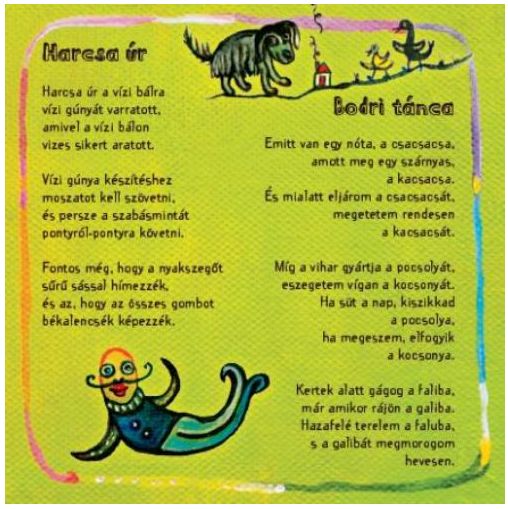 Harcsa úr
Harcsa úr a vízi bálra
vízi gúnyát varratott,
amivel a vízi bálon
vizes sikert aratott.
Vízi gúnya készítéshez
moszatot kell szövetni,
és persze a szabásmintát
pontyról-pontyra követni.
Fontos még, hogy a nyakszegőt
sűrű sással hímezzék,
és az, hogy az összes gombot
békalencsék képezzék.
Bodri tánca
Emitt van egy nóta, a csacsacsa,
amott meg egy szárnyas,
a kacsacsa.
És mialatt eljárom a csacsacsát,
megetetem rendesen
a kacsacsát.
Míg a vihar gyártja a pocsolyát,
eszegetem vígan a kocsonyát.
Ha süt a nap, kiszikkad
a pocsolya,
ha megeszem, elfogyik
a kocsonya.
Kertek alatt gágog a faliba,
már amikor rájön a galiba.
Hazafelé terelem a faluba,
s a galibát megmorogom
hevesen.